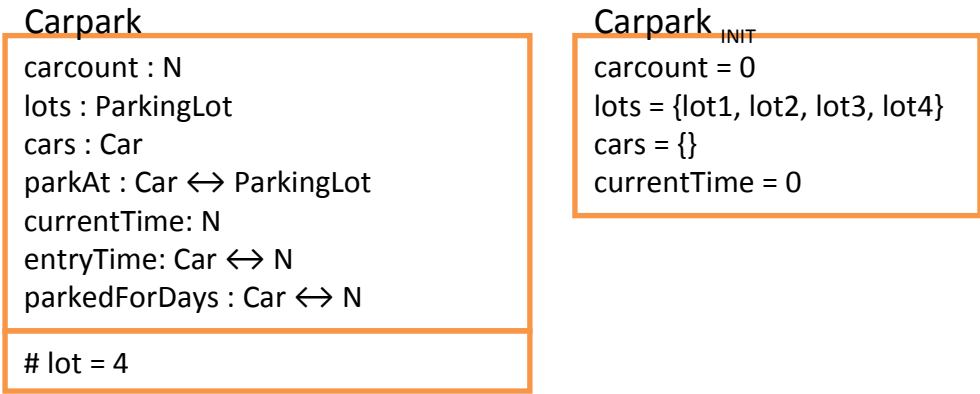 Carpark
carcount : N
lots : ParkingLot
cars : Car
parkAt : Car ↔ ParkingLot
currentTime: N
entryTime: Car ↔ N
parkedForDays : Car ↔ N
# lot = 4
Carpark INIT
carcount = 0
lots = {lot1, lot2, lot3, lot4}
cars = {}
currentTime = 0